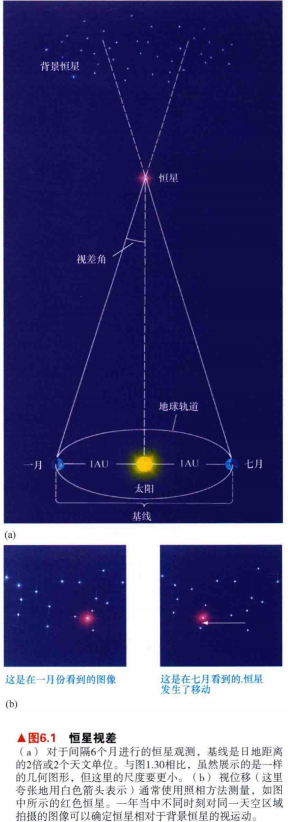 背景恒星
恒星
视差角
地球轨道
一月
1AU
1AU
七月
太阳
基线
(a)
这是在一月份看到的图像
这是在七月看到的,恒星
发生了移动
(b)
▲图6.1 恒星视差
(a) 对于间隔6个月进行的恒星观测，基线是日地距离
的2倍或2个天文单位。与图1.30相比，虽然展示的是一样
的几何图形，但这里的尺度要更小。(b) 视位移（这里
夸张地用白色箭头表示）通常使用照相方法测量，如图
中所示的红色恒星。一年当中不同时刻对同一天空区域
拍摄的图像可以确定恒星相对于背景恒星的视运动。